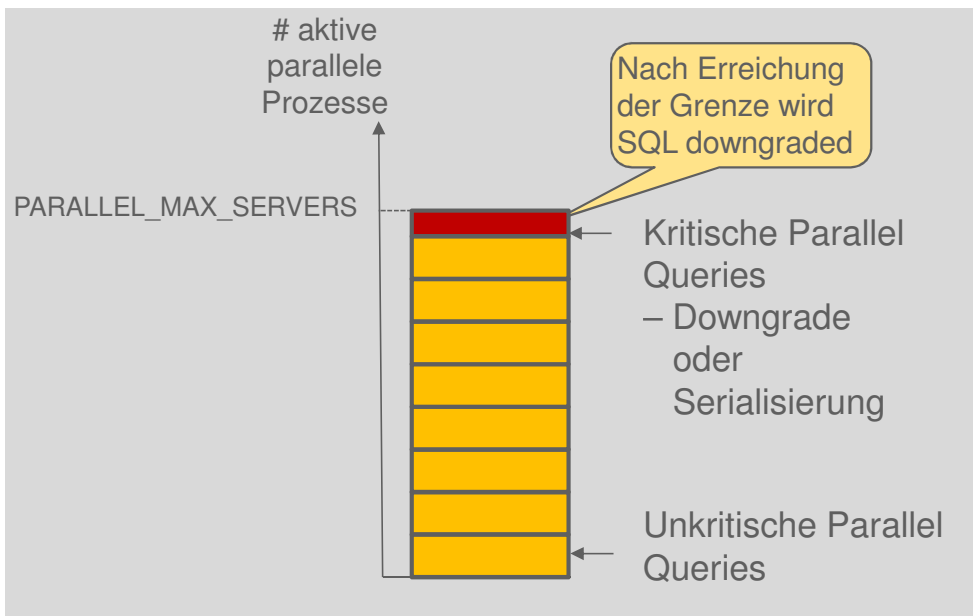 # aktive
parallele
Prozesse
Nach Erreichung
der Grenze wird
SQL downgraded
PARALLEL_MAX_SERVERS
Kritische Parallel
Queries
– Downgrade
oder
Serialisierung
Unkritische Parallel
Queries